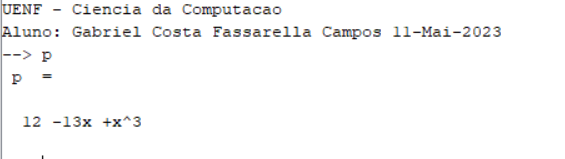 UENF - Ciencia da Computacao
Aluno: Gabriel Costa Fassarella Campos 11-Mai-2023
--> p
p =
12 -13x +x^3